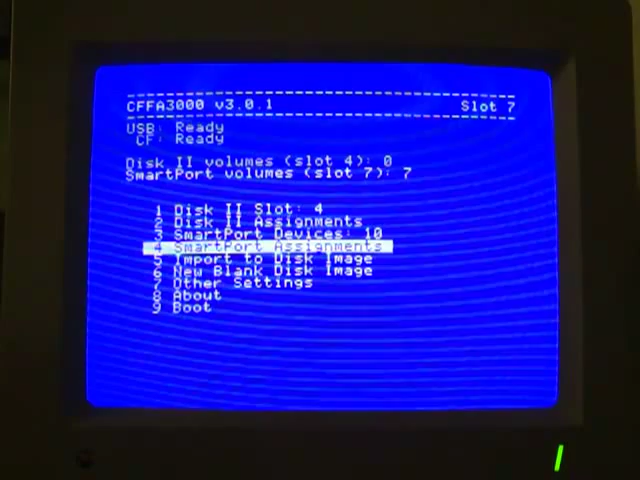 CFFA3000 v3.0.1 Slot 7
USB: Ready
CF: Ready
Disk II volumes (slot 4): 0
SmartPort volumes (slot 7): 7
1 Disk II Slot: 4
2 Disk II Assignments
3 SmartPort Devices: 10
4 SmartPort Assignments
5 Import to Disk Image
6 New Blank Disk Image
7 Other Settings
8 About
9 Boot